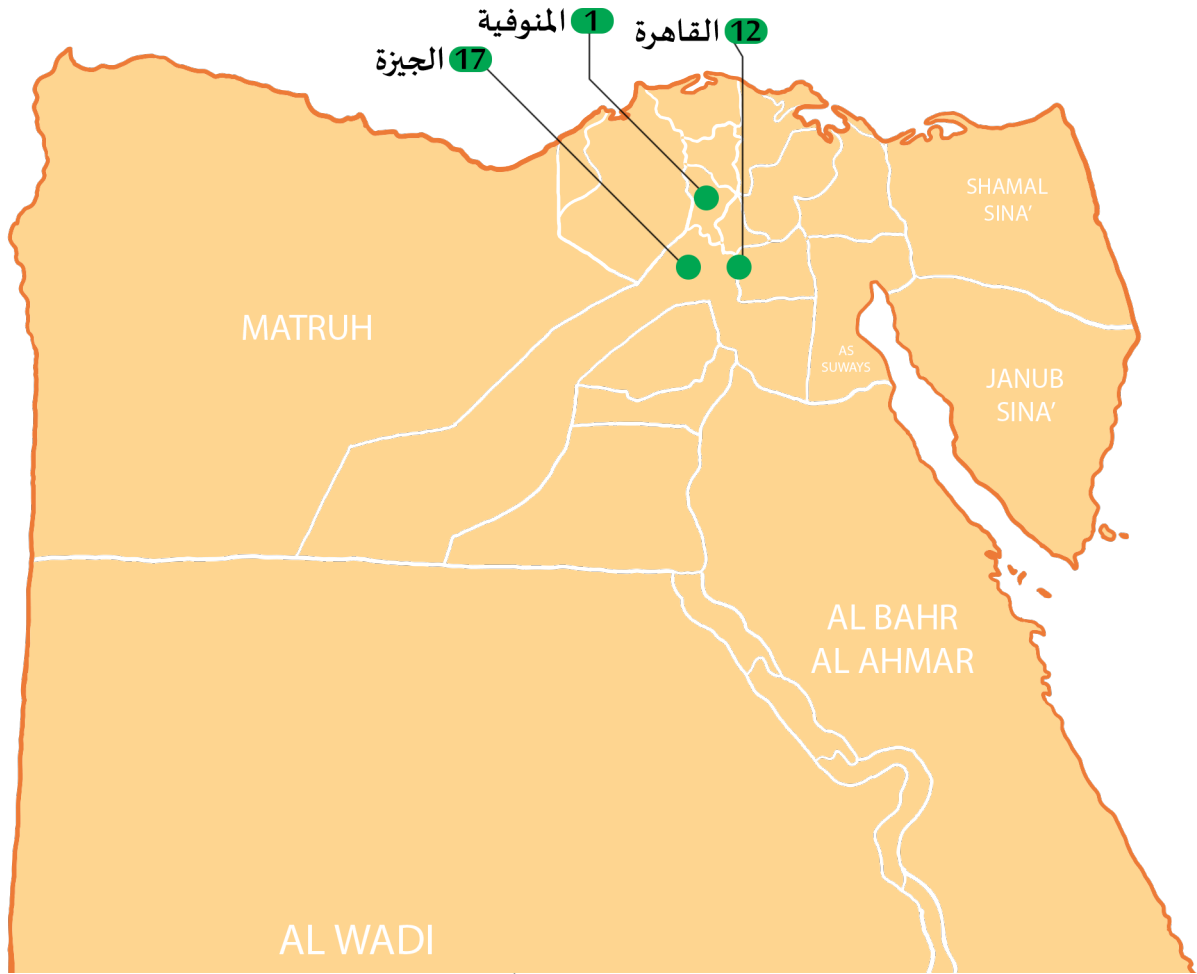 المنوفية 1
القاهرة 12
الجيزة 17
SHAMAL
SINA’
MATRUH
AS
SUWAYS
JANUB
SINA’
AL BAHR
AL AHMAR
AL WADI